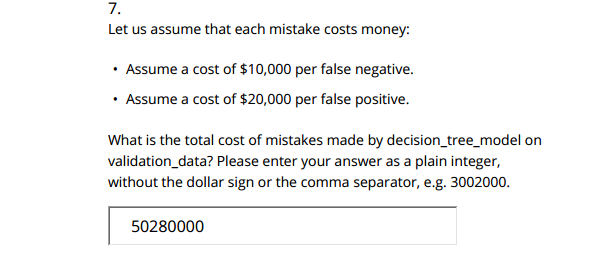 7.
Let us assume that each mistake costs money:
• Assume a cost of $10,000 per false negative.
• Assume a cost of $20,000 per false positive.
What is the total cost of mistakes made by decision_tree_model on
validation_data? Please enter your answer as a plain integer,
without the dollar sign or the comma separator, e.g. 3002000.
50280000